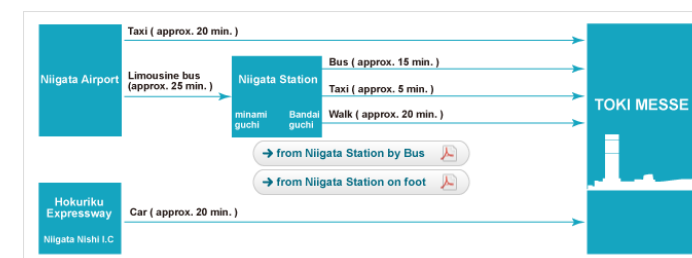 Taxi ( approx. 20 min. )
Niigata Airport
Limousine bus
(approx. 25 min. )
Niigata Station
minami
guchi
Bandai
guchi
Bus ( approx. 15 min. )
Taxi ( approx. 5 min. )
Walk ( approx. 20 min. )
TOKI MESSE
→ from Niigata Station by Bus
→ from Niigata Station on foot
Hokuriku
Expressway
Niigata Nishi I.C
Car ( approx. 20 min. )